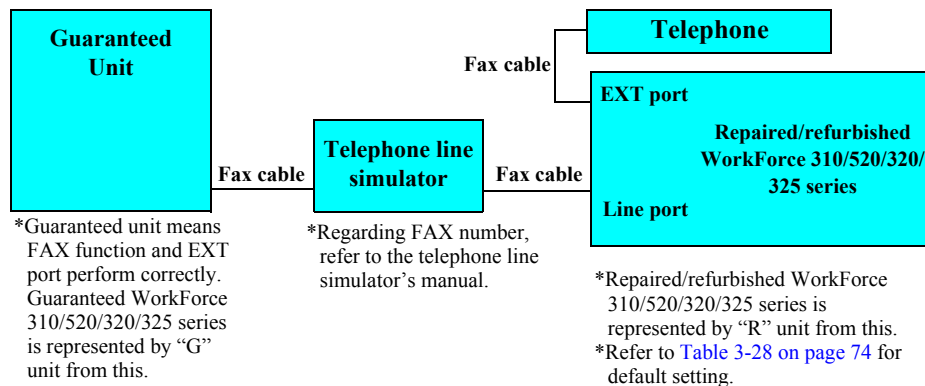 Guaranteed
Unit
*Guaranteed unit means
FAX function and EXT
port perform correctly.
Guaranteed WorkForce
310/520/320/325 series
is represented by “G”
unit from this.
Fax cable
Telephone line
simulator
*Regarding FAX number,
refer to the telephone line
simulator’s manual.
Fax cable
Fax cable
Telephone
EXT port
Repaired/refurbished
WorkForce 310/520/320/
325 series
Line port
*Repaired/refurbished WorkForce
310/520/320/325 series is
represented by “R” unit from this.
*Refer to Table 3-28 on page 74 for
default setting.